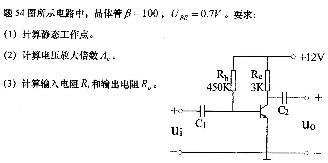 题 54 图所示电路中，晶体管 β=100，U_BE=0.7V。要求：
(1) 计算静态工作点。
(2) 计算电压放大倍数 A_u。
(3) 计算输入电阻 R_i 和输出电阻 R_o。
+12V
R_b
450K
R_c
3K
C_1
C_2
u_i
u_o